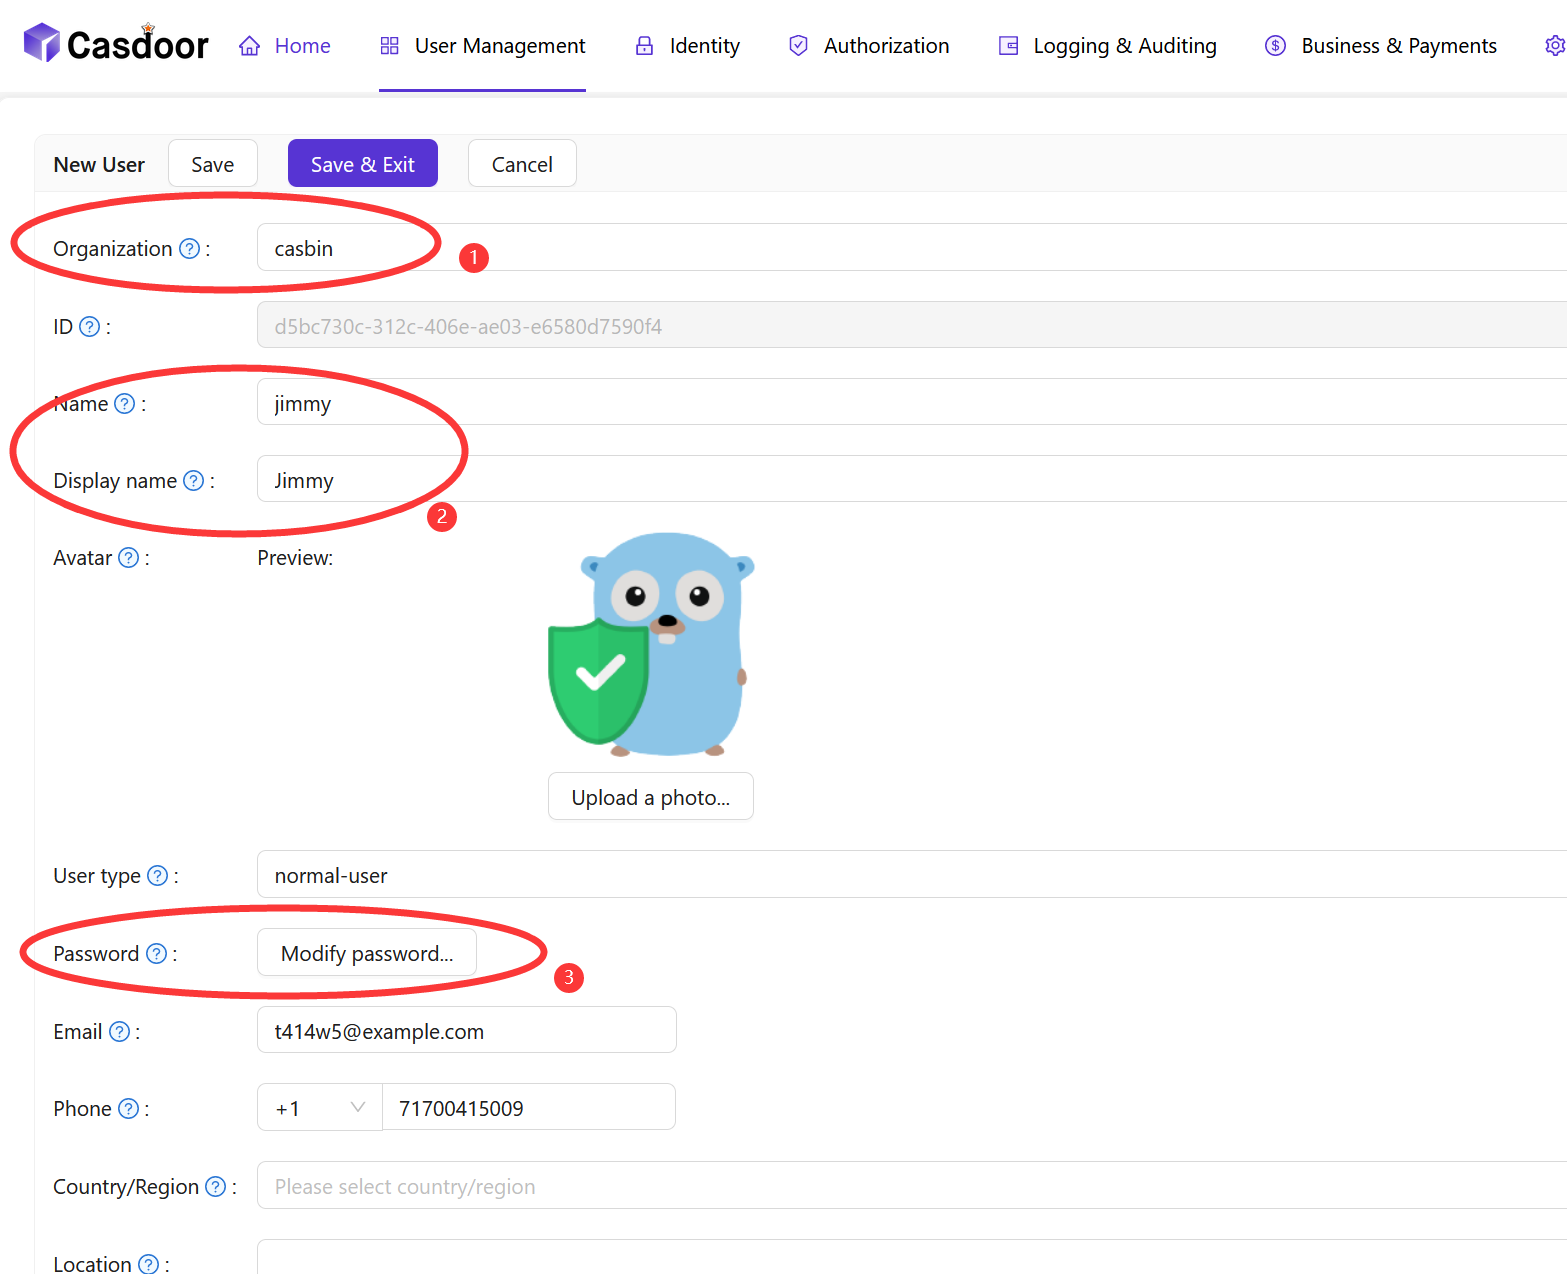 Casdoor Home User Management Identity Authorization Logging & Auditing Business & Payments
New User Save Save & Exit Cancel
Organization ? : casbin
1
ID ? : d5bc730c-312c-406e-ae03-e6580d7590f4
Name ? : jimmy
Display name ? : Jimmy
2
Avatar ? : Preview:
Upload a photo...
User type ? : normal-user
Password ? : Modify password...
3
Email ? : t414w5@example.com
Phone ? : +1 71700415009
Country/Region ? : Please select country/region
Location ? :